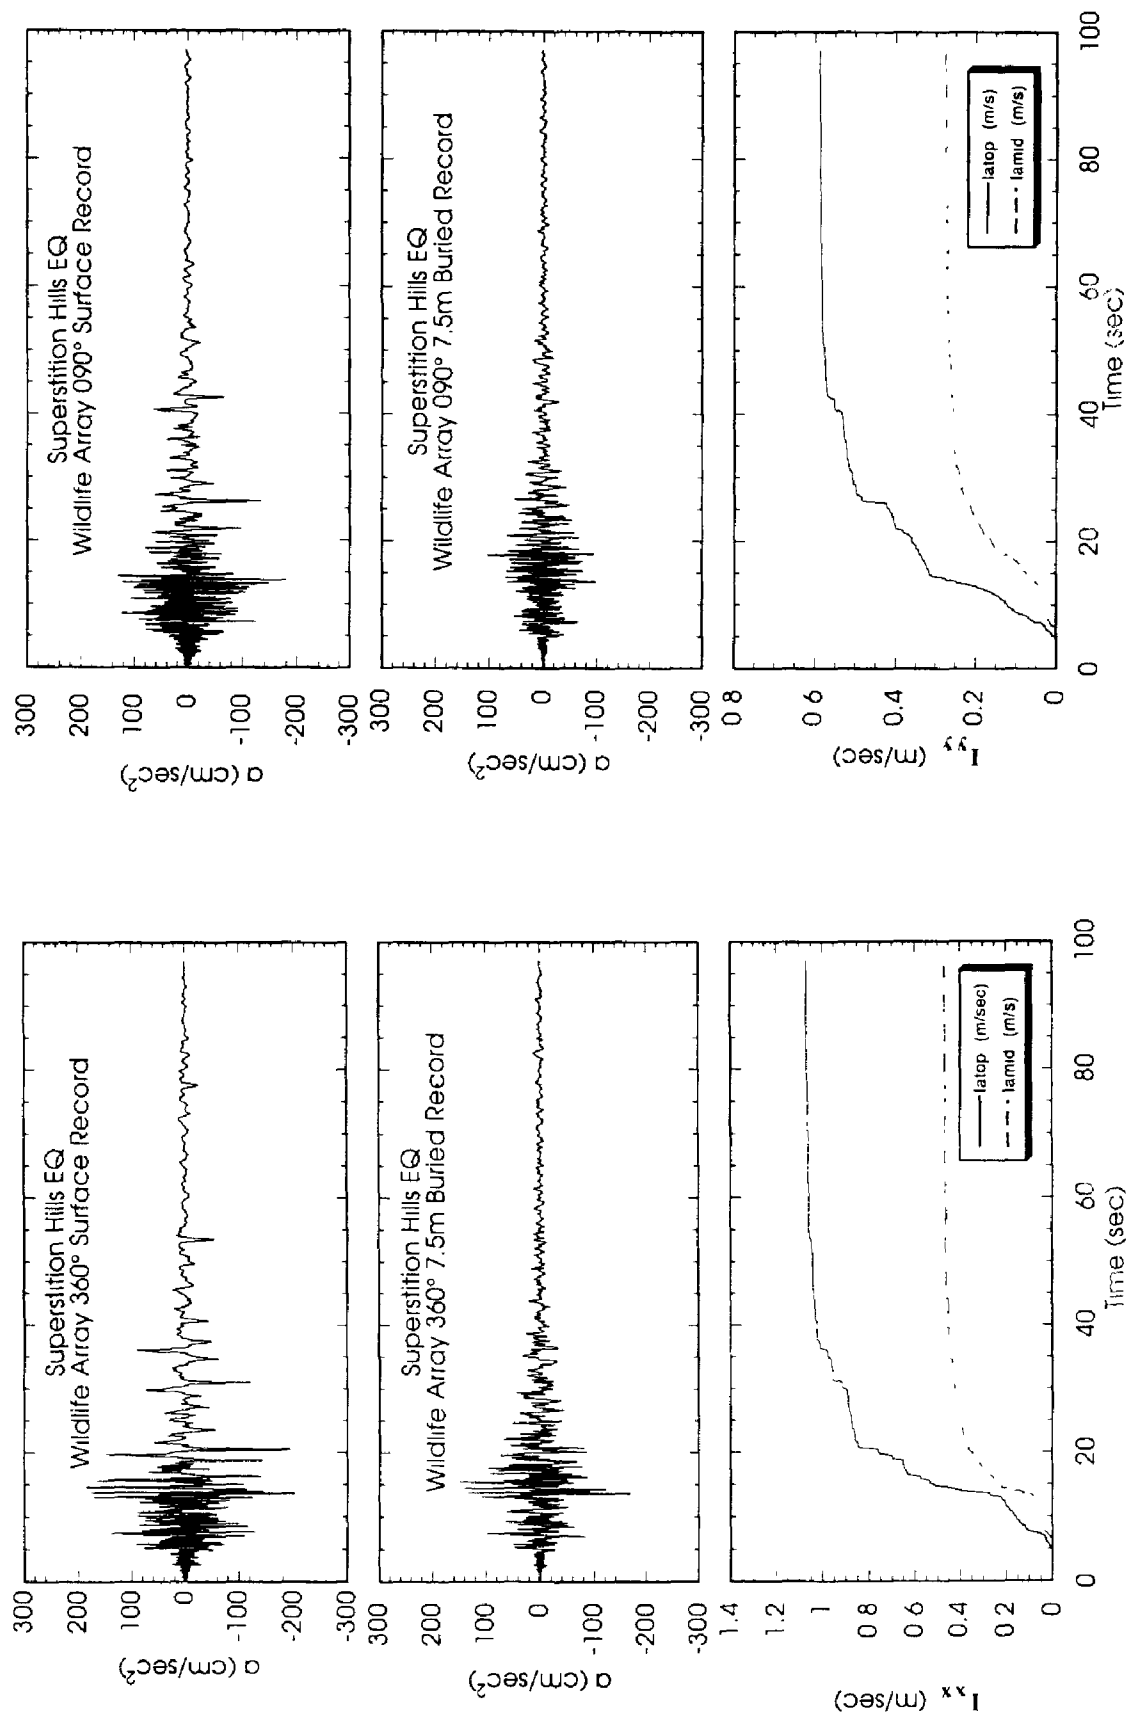 Superstition Hills EQ
Wildlife Array 360° Surface Record
a (cm/sec²)
300
200
100
0
-100
-200
-300
Superstition Hills EQ
Wildlife Array 360° 7.5m Buried Record
a (cm/sec²)
300
200
100
0
-100
-200
-300
I xx (m/sec)
1.4
1.2
1
0.8
0.6
0.4
0.2
0
Iatop (m/sec)
Iamid (m/s)
0 20 40 60 80 100
Time (sec)
Superstition Hills EQ
Wildlife Array 090° Surface Record
a (cm/sec²)
300
200
100
0
-100
-200
-300
Superstition Hills EQ
Wildlife Array 090° 7.5m Buried Record
a (cm/sec²)
300
200
100
0
-100
-200
-300
I yy (m/sec)
0.8
0.6
0.4
0.2
0
Iatop (m/s)
Iamid (m/s)
0 20 40 60 80 100
Time (sec)